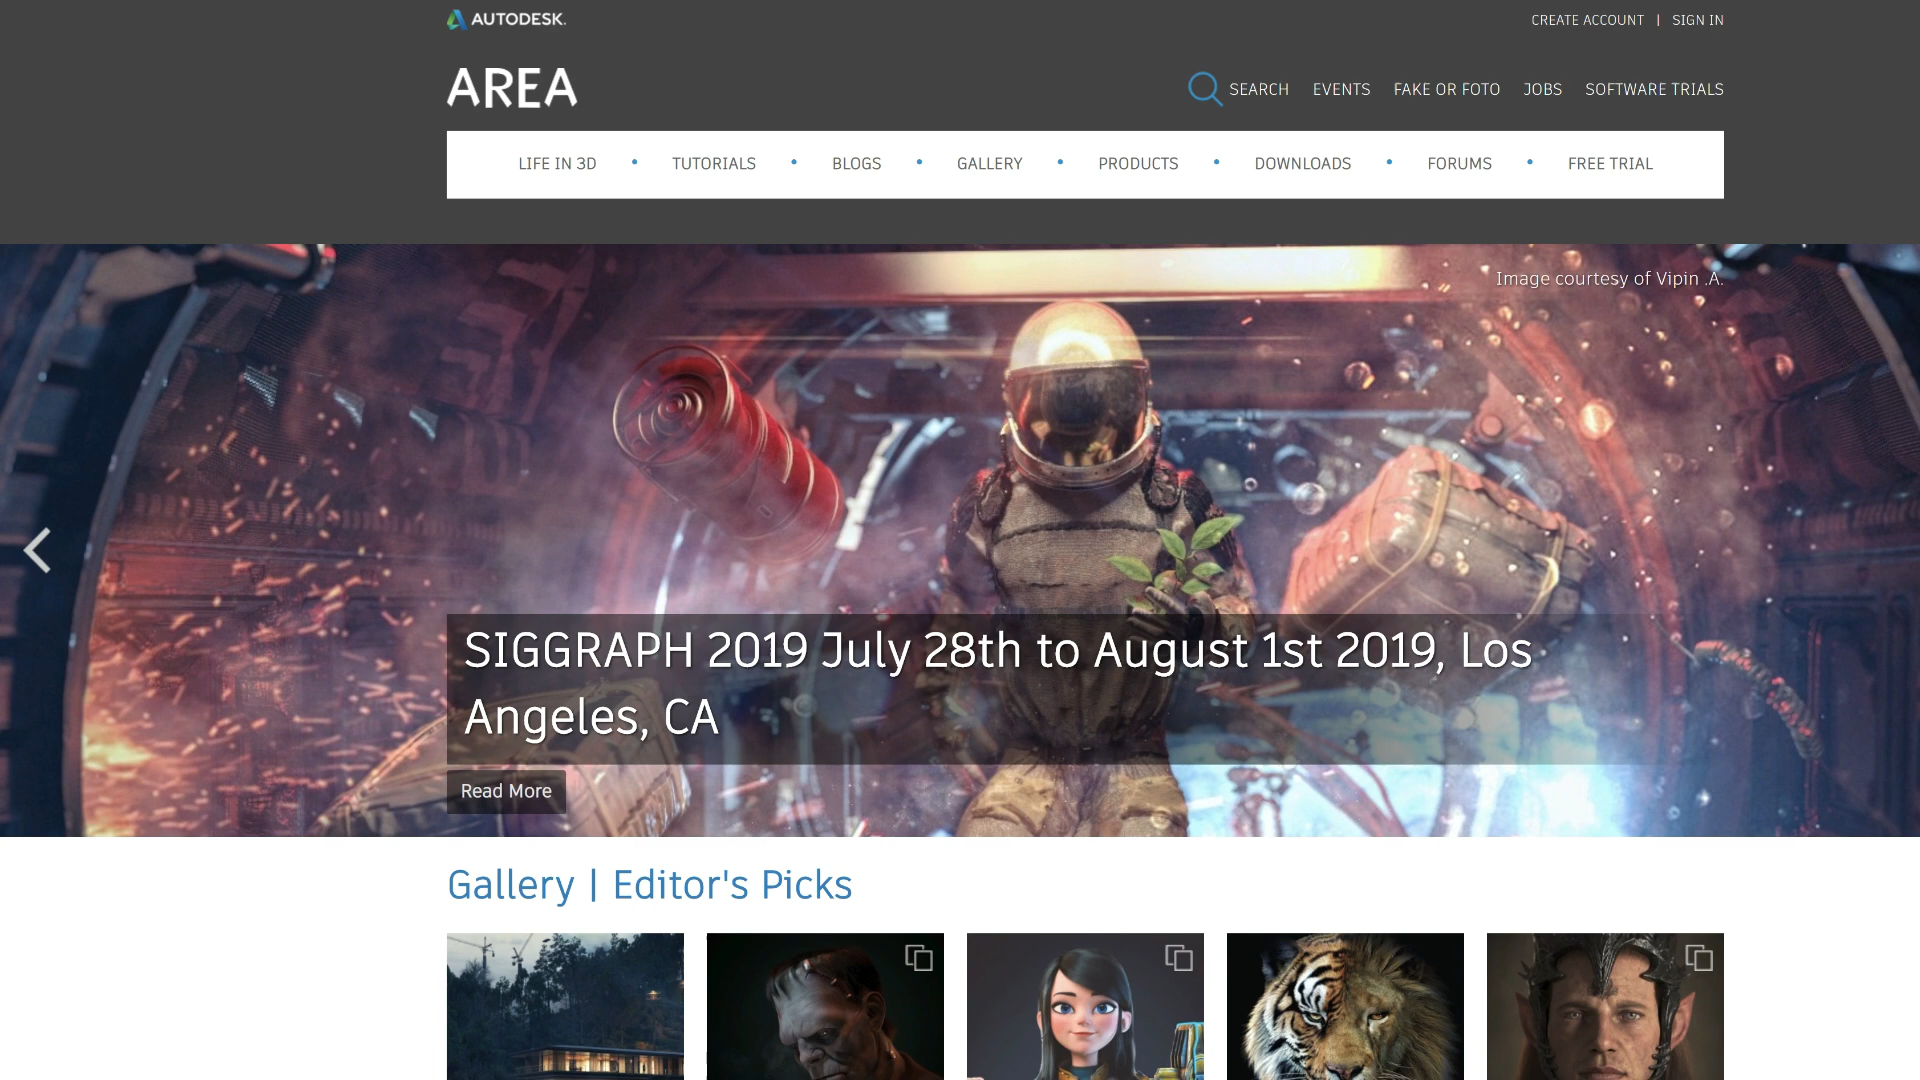 AUTODESK.
CREATE ACCOUNT | SIGN IN
AREA
SEARCH EVENTS FAKE OR FOTO JOBS SOFTWARE TRIALS
LIFE IN 3D • TUTORIALS • BLOGS • GALLERY • PRODUCTS • DOWNLOADS • FORUMS • FREE TRIAL
Image courtesy of Vipin .A.
SIGGRAPH 2019 July 28th to August 1st 2019, Los
Angeles, CA
Read More
Gallery | Editor's Picks